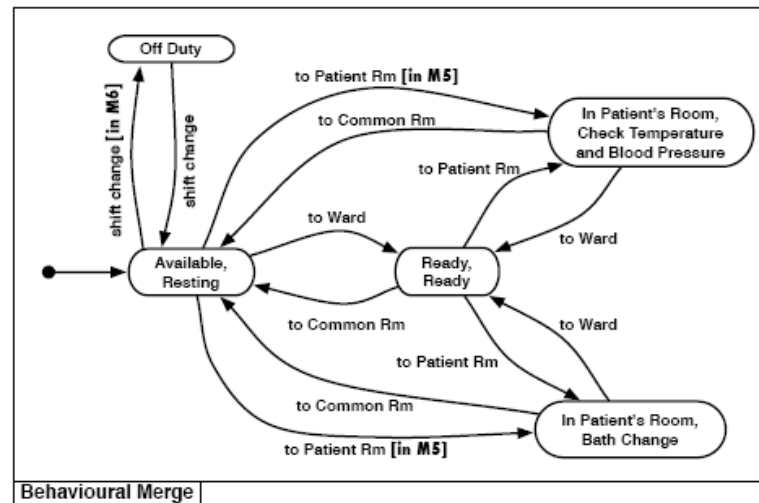 Off Duty
shift change [in M6]
shift change
to Patient Rm [in M5]
to Common Rm
In Patient's Room,
Check Temperature
and Blood Pressure
to Patient Rm
to Ward
to Ward
Available,
Resting
Ready,
Ready
to Common Rm
to Ward
to Patient Rm
to Common Rm
In Patient's Room,
Bath Change
to Patient Rm [in M5]
Behavioural Merge